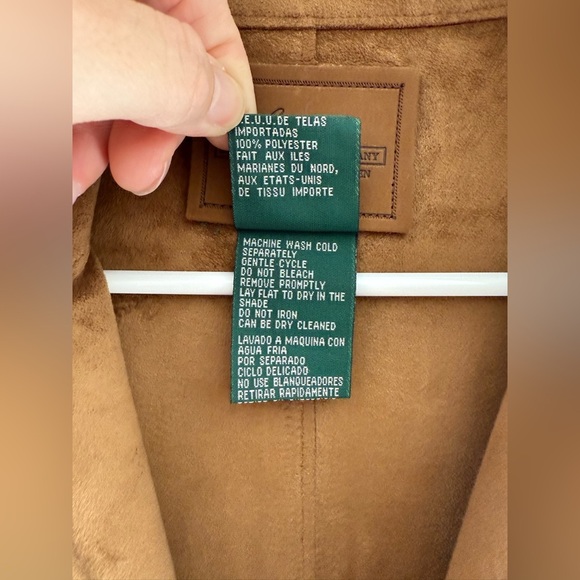 E.U.U.DE TELAS
IMPORTADAS
100% POLYESTER
FAIT AUX ILES
MARIANES DU NORD,
AUX ETATS-UNIS
DE TISSU IMPORTE
MACHINE WASH COLD
SEPARATELY
GENTLE CYCLE
DO NOT BLEACH
REMOVE PROMPTLY
LAY FLAT TO DRY IN THE
SHADE
DO NOT IRON
CAN BE DRY CLEANED
LAVADO A MAQUINA CON
AGUA FRIA
POR SEPARADO
CICLO DELICADO
NO USE BLANQUEADORES
RETIRAR RAPIDAMENTE